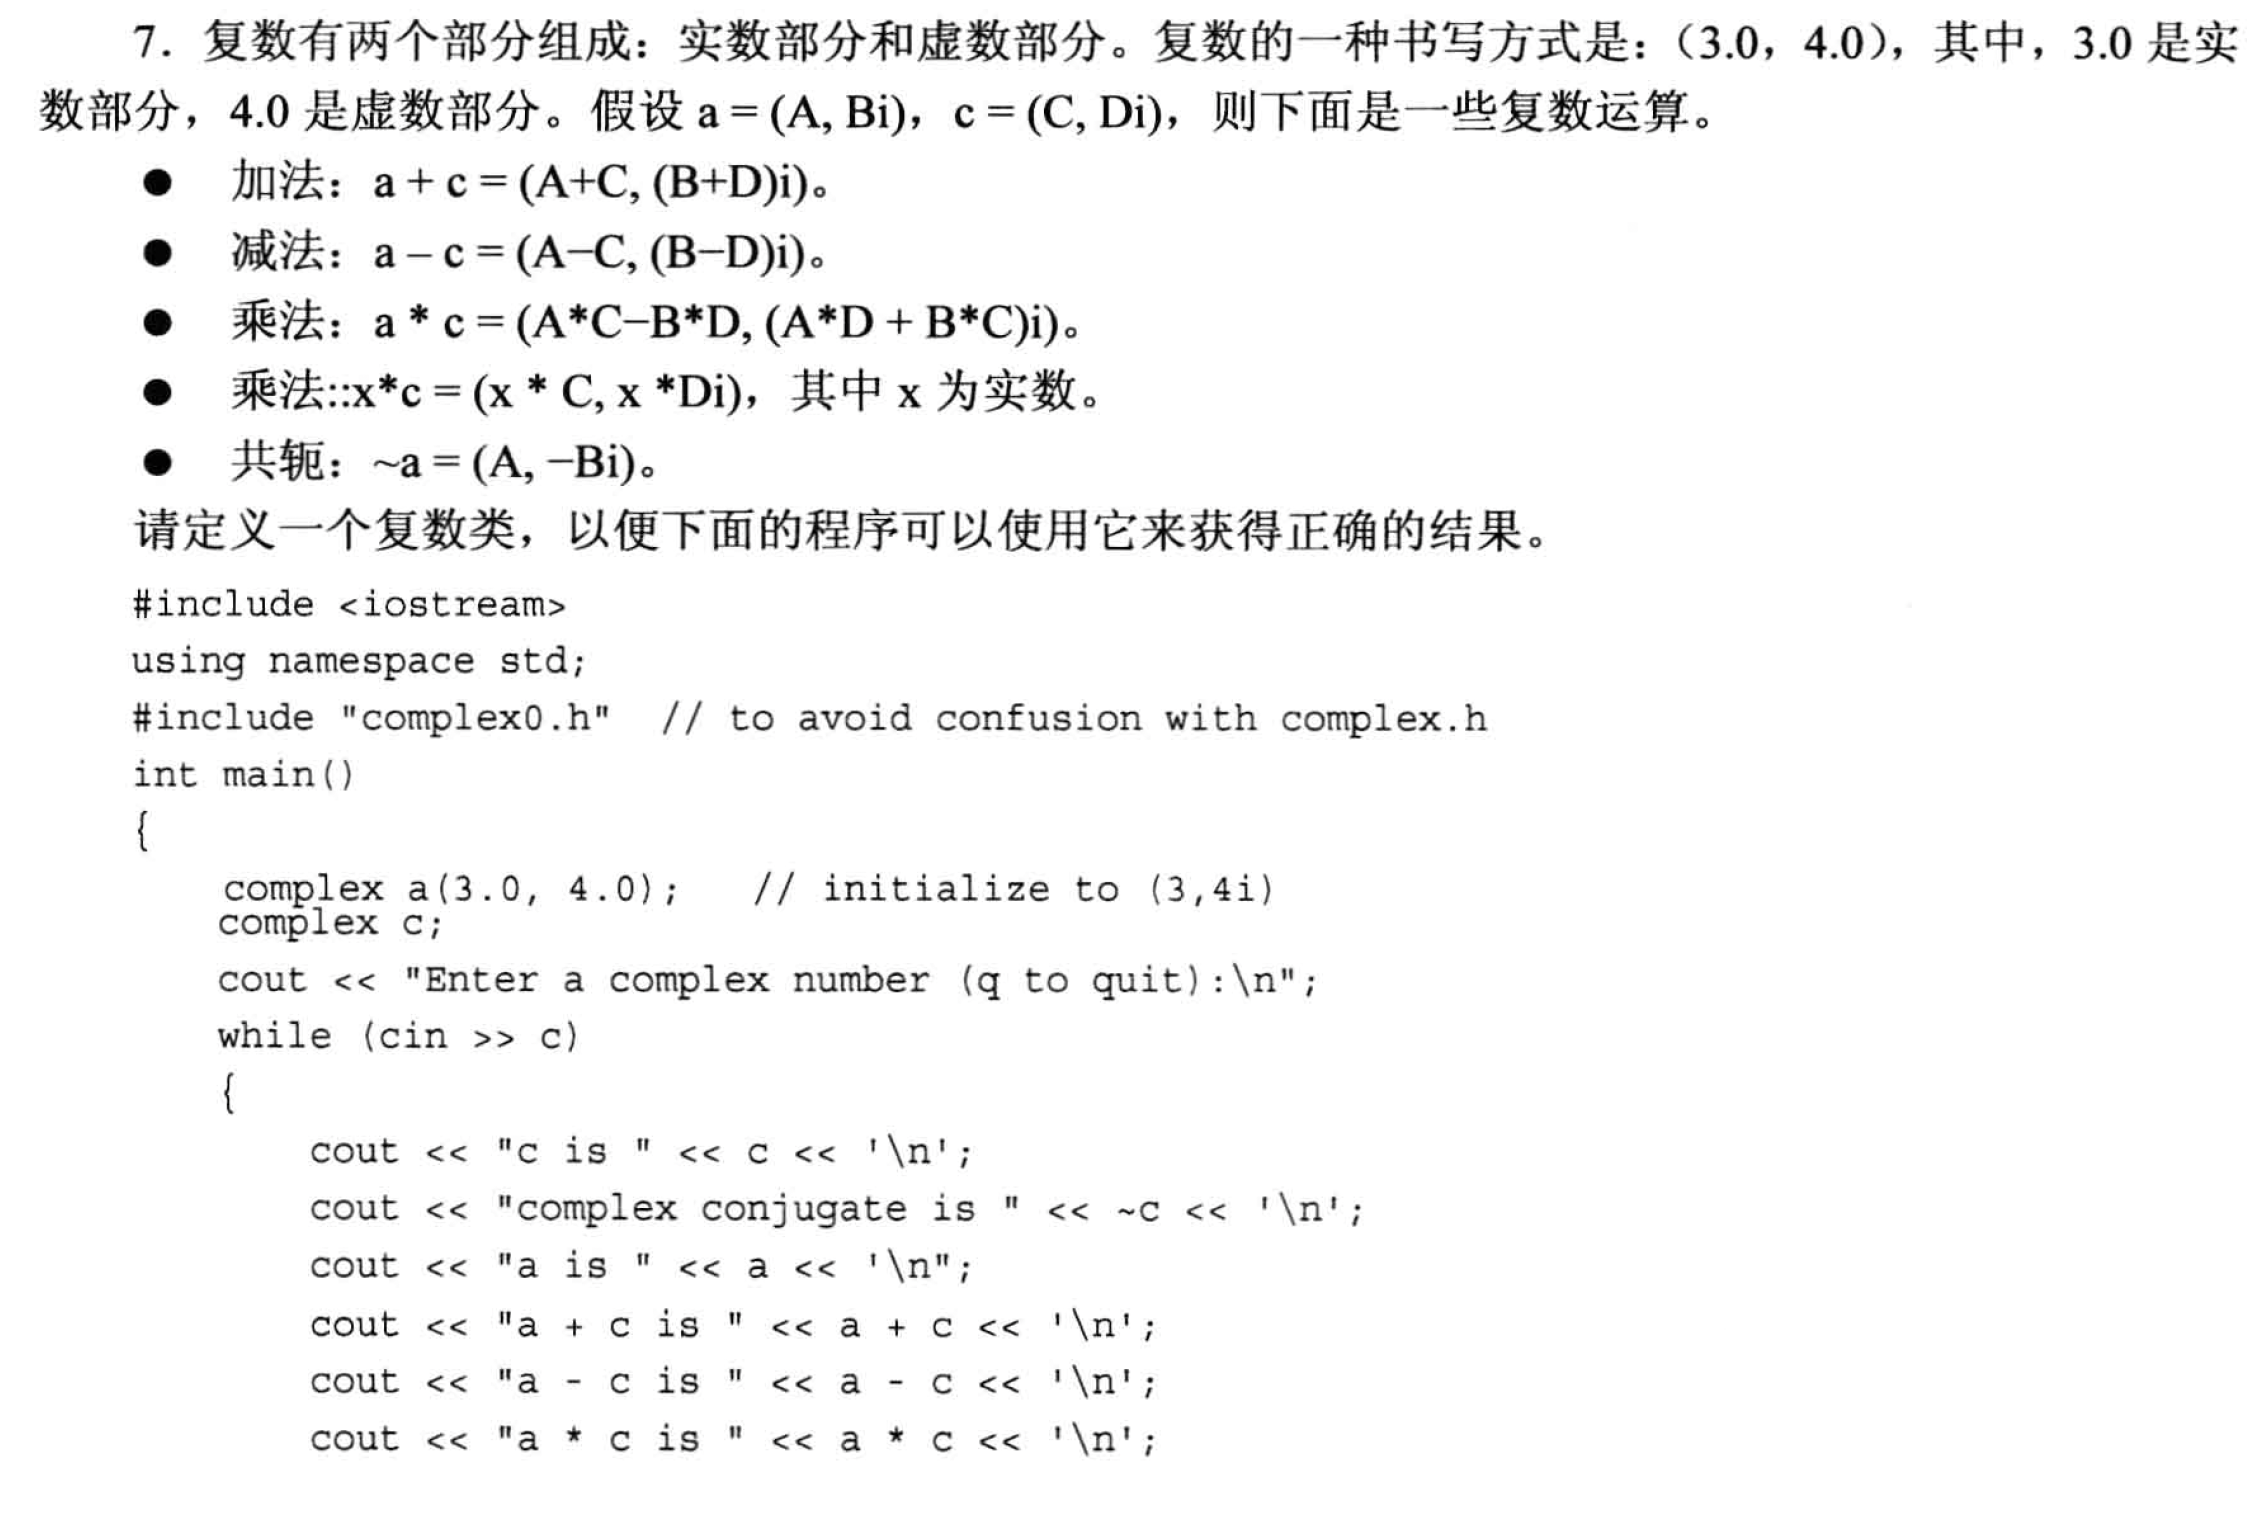 7. 复数有两个部分组成：实数部分和虚数部分。复数的一种书写方式是：（3.0，4.0），其中，3.0 是实
数部分，4.0 是虚数部分。假设 a = (A, Bi)，c = (C, Di)，则下面是一些复数运算。
● 加法：a + c = (A+C, (B+D)i)。
● 减法：a – c = (A–C, (B–D)i)。
● 乘法：a * c = (A*C–B*D, (A*D + B*C)i)。
● 乘法::x*c = (x * C, x *Di)，其中 x 为实数。
● 共轭：~a = (A, –Bi)。
请定义一个复数类，以便下面的程序可以使用它来获得正确的结果。
#include <iostream>
using namespace std;
#include "complex0.h"  // to avoid confusion with complex.h
int main()
{
    complex a(3.0, 4.0);   // initialize to (3,4i)
    complex c;
    cout << "Enter a complex number (q to quit):\n";
    while (cin >> c)
    {
        cout << "c is " << c << '\n';
        cout << "complex conjugate is " << ~c << '\n';
        cout << "a is " << a << '\n";
        cout << "a + c is " << a + c << '\n';
        cout << "a - c is " << a - c << '\n';
        cout << "a * c is " << a * c << '\n';